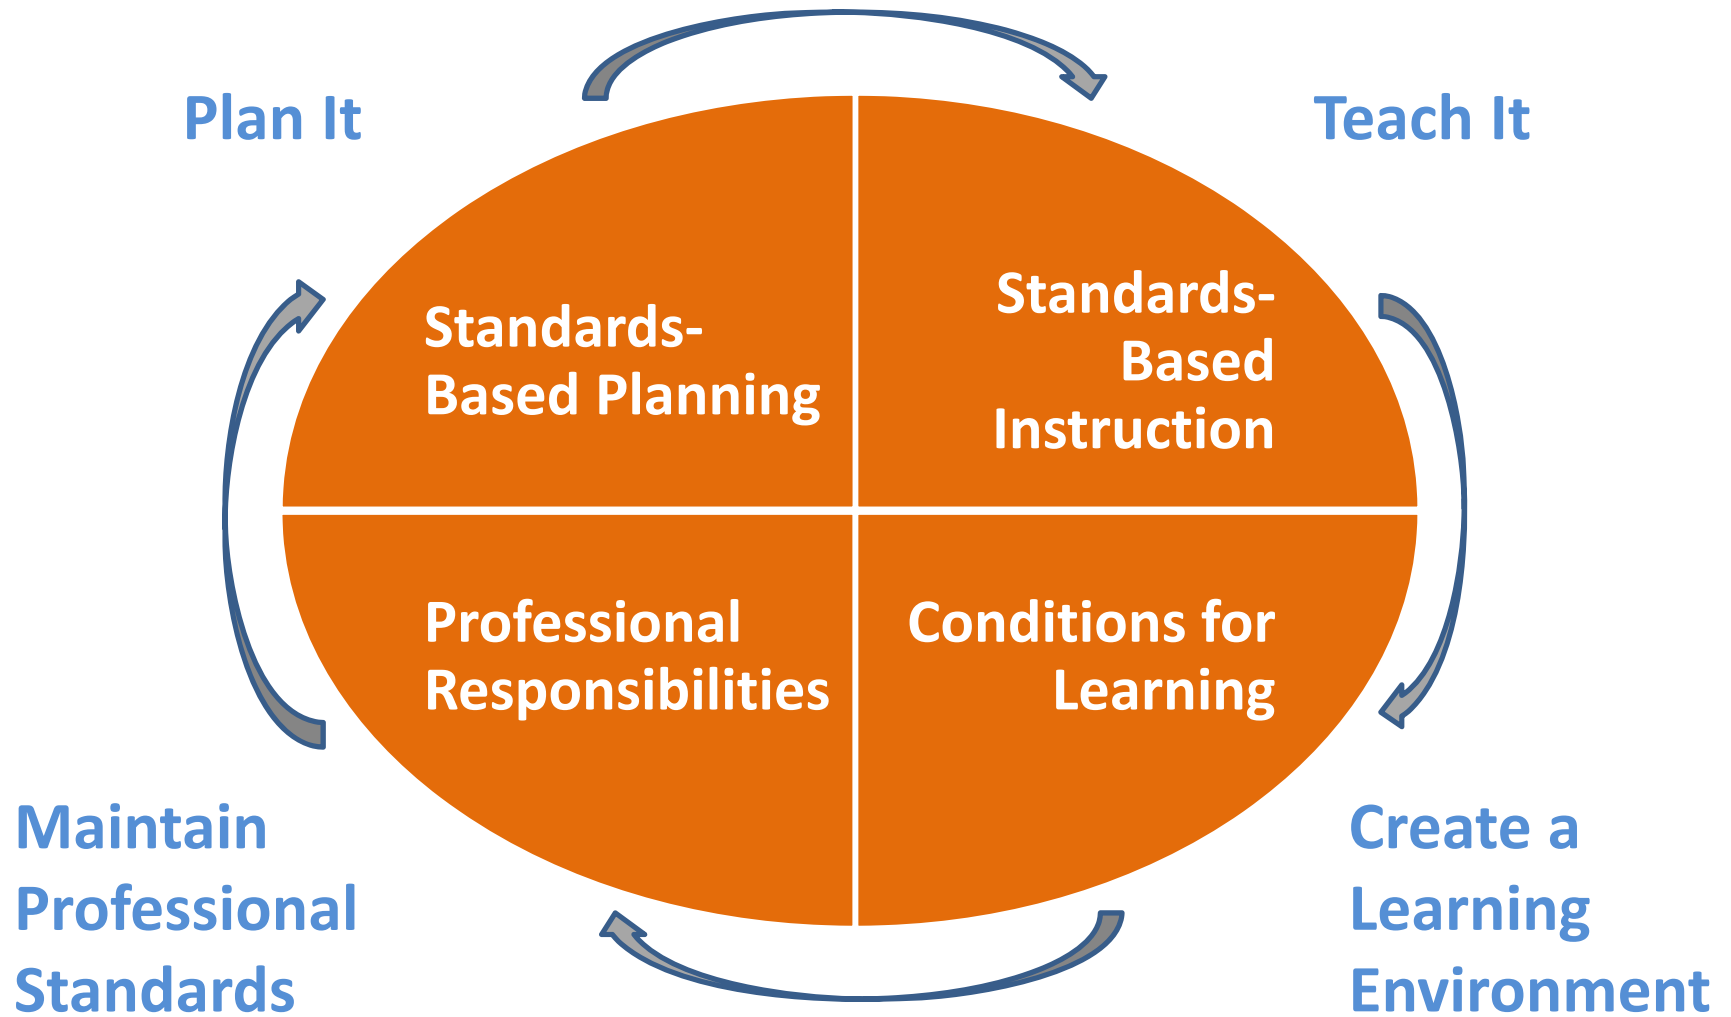 Plan It
Teach It
Standards-
Based Planning
Standards-
Based
Instruction
Professional
Responsibilities
Conditions for
Learning
Maintain
Professional
Standards
Create a
Learning
Environment